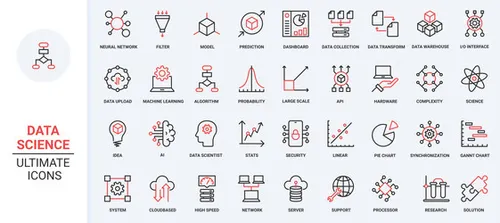 DATA
SCIENCE
ULTIMATE
ICONS
NEURAL NETWORK FILTER MODEL PREDICTION DASHBOARD DATA COLLECTION DATA TRANSFORM DATA WAREHOUSE I/O INTERFACE
DATA UPLOAD MACHINE LEARNING ALGORITHM PROBABILITY LARGE SCALE API HARDWARE COMPLEXITY SCIENCE
IDEA AI DATA SCIENTIST STATS SECURITY LINEAR PIE CHART SYNCHRONIZATION GANNT CHART
SYSTEM CLOUDBASED HIGH SPEED NETWORK SERVER SUPPORT PROCESSOR RESEARCH SOLUTION